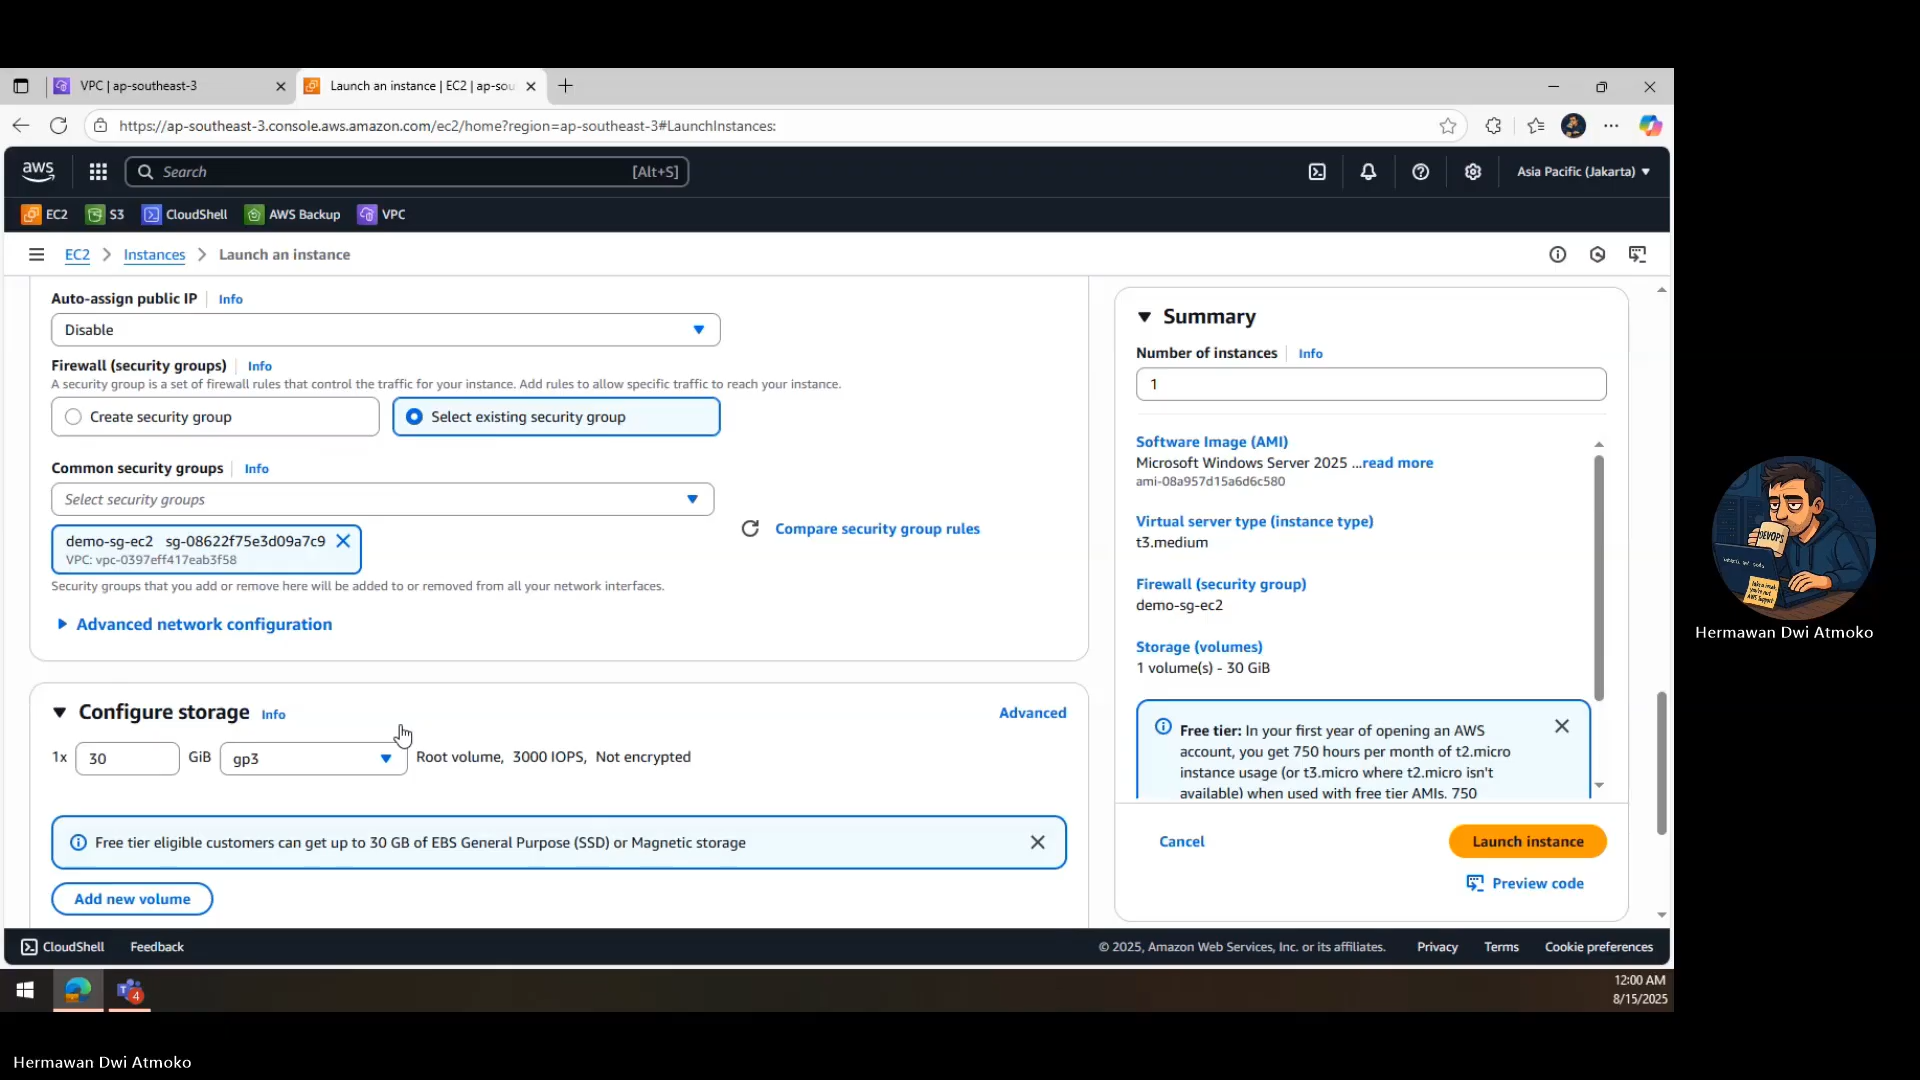 VPC | ap-southeast-3
Launch an instance | EC2 | ap-sou
https://ap-southeast-3.console.aws.amazon.com/ec2/home?region=ap-southeast-3#LaunchInstances:
aws
Search
[Alt+S]
Asia Pacific (Jakarta)
EC2
S3
CloudShell
AWS Backup
VPC
EC2
Instances
Launch an instance
Auto-assign public IP
Info
Disable
Firewall (security groups)
Info
A security group is a set of firewall rules that control the traffic for your instance. Add rules to allow specific traffic to reach your instance.
Create security group
Select existing security group
Common security groups
Info
Select security groups
demo-sg-ec2 sg-08622f75e3d09a7c9
VPC: vpc-0397eff417eab3f58
Compare security group rules
Security groups that you add or remove here will be added to or removed from all your network interfaces.
Advanced network configuration
Configure storage
Info
Advanced
1x
30
GiB
gp3
Root volume, 3000 IOPS, Not encrypted
Free tier eligible customers can get up to 30 GB of EBS General Purpose (SSD) or Magnetic storage
Add new volume
Summary
Number of instances
Info
1
Software Image (AMI)
Microsoft Windows Server 2025 ...read more
ami-08a957d15a6d6c580
Virtual server type (instance type)
t3.medium
Firewall (security group)
demo-sg-ec2
Storage (volumes)
1 volume(s) - 30 GiB
Free tier: In your first year of opening an AWS
account, you get 750 hours per month of t2.micro
instance usage (or t3.micro where t2.micro isn't
available) when used with free tier AMIs, 750
Cancel
Launch instance
Preview code
CloudShell
Feedback
© 2025, Amazon Web Services, Inc. or its affiliates.
Privacy
Terms
Cookie preferences
4
12:00 AM
8/15/2025
DEVOPS
Hermawan Dwi Atmoko
Hermawan Dwi Atmoko